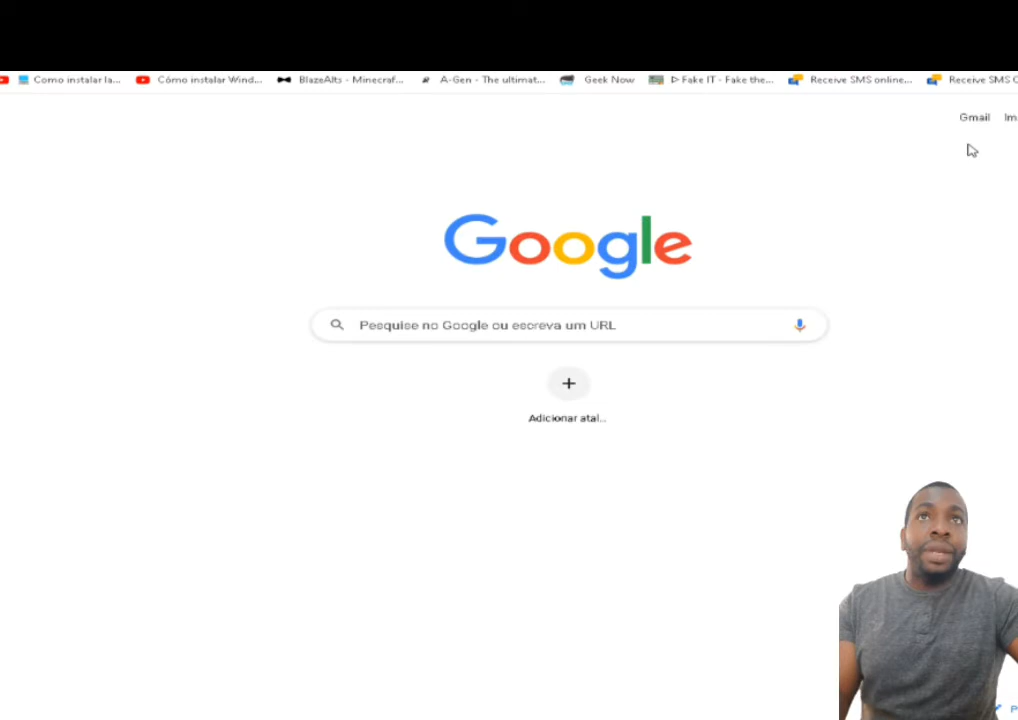 Como instalar la... Cómo instalar Wind... BlazeAlts - Minecraf... A-Gen - The ultimat... Geek Now ᐅ Fake IT - Fake the... Receive SMS online... Receive SMS O
Gmail Im
Google
Pesquise no Google ou escreva um URL
+
Adicionar atal...
P